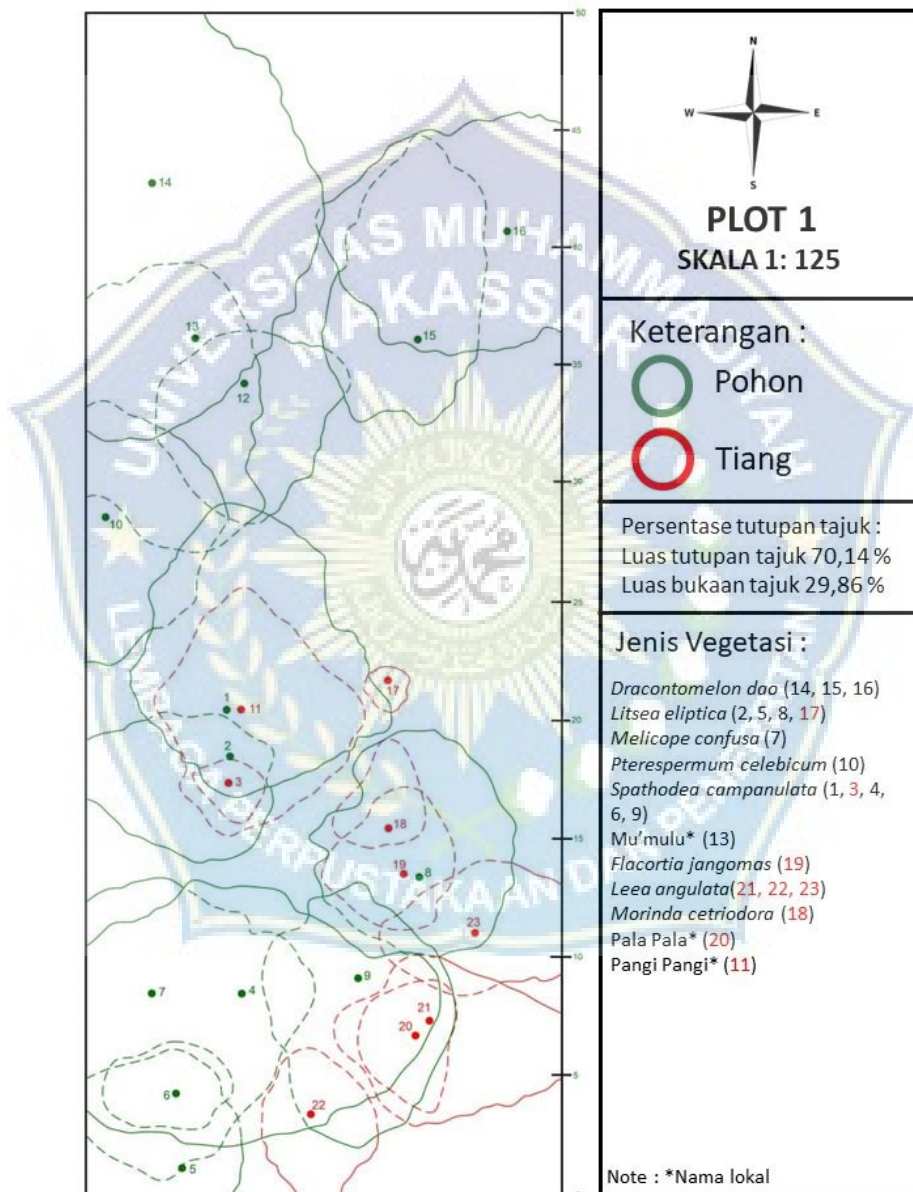 50
45
40
35
30
25
20
15
10
5
14
16
13
15
12
10
17
1
11
2
3
18
19
8
23
7
4
9
21
20
6
22
5
N
W E
S
PLOT 1
SKALA 1: 125
Keterangan :
Pohon
Tiang
Persentase tutupan tajuk :
Luas tutupan tajuk 70,14 %
Luas bukaan tajuk 29,86 %
Jenis Vegetasi :
Dracontomelon dao (14, 15, 16)
Litsea eliptica (2, 5, 8, 17)
Melicope confusa (7)
Pterespermum celebicum (10)
Spathodea campanulata (1, 3, 4,
6, 9)
Mu'mulu* (13)
Flacortia jangomas (19)
Leea angulata(21, 22, 23)
Morinda cetriodora (18)
Pala Pala* (20)
Pangi Pangi* (11)
Note : *Nama lokal
UNIVERSITAS MUHAMMADIYAH
MAKASSAR
LEMBAGA PERPUSTAKAAN DAN PENERBITAN